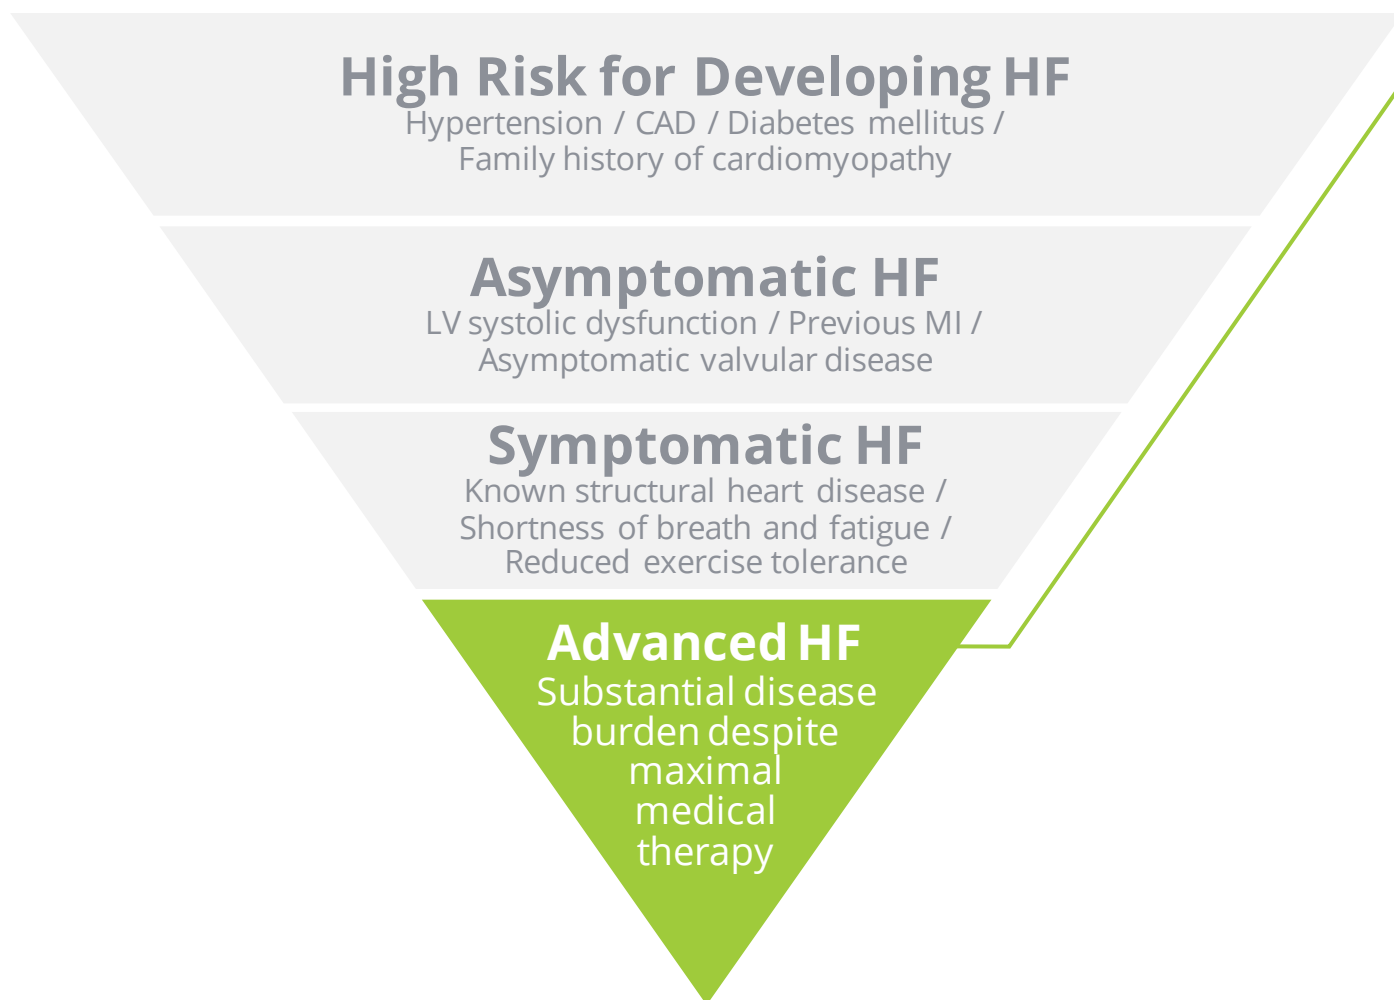 High Risk for Developing HF
Hypertension / CAD / Diabetes mellitus /
Family history of cardiomyopathy
Asymptomatic HF
LV systolic dysfunction / Previous MI /
Asymptomatic valvular disease
Symptomatic HF
Known structural heart disease /
Shortness of breath and fatigue /
Reduced exercise tolerance
Advanced HF
Substantial disease
burden despite
maximal
medical
therapy